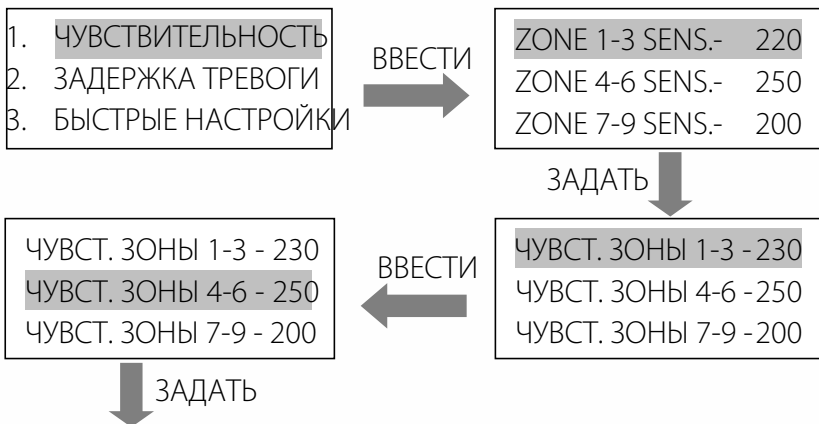 1. ЧУВСТВИТЕЛЬНОСТЬ
2. ЗАДЕРЖКА ТРЕВОГИ
3. БЫСТРЫЕ НАСТРОЙКИ
ВВЕСТИ
ZONE 1-3 SENS.- 220
ZONE 4-6 SENS.- 250
ZONE 7-9 SENS.- 200
ЗАДАТЬ
ЧУВСТ. ЗОНЫ 1-3 -230
ЧУВСТ. ЗОНЫ 4-6 -250
ЧУВСТ. ЗОНЫ 7-9 -200
ВВЕСТИ
ЧУВСТ. ЗОНЫ 1-3 - 230
ЧУВСТ. ЗОНЫ 4-6 - 250
ЧУВСТ. ЗОНЫ 7-9 - 200
ЗАДАТЬ